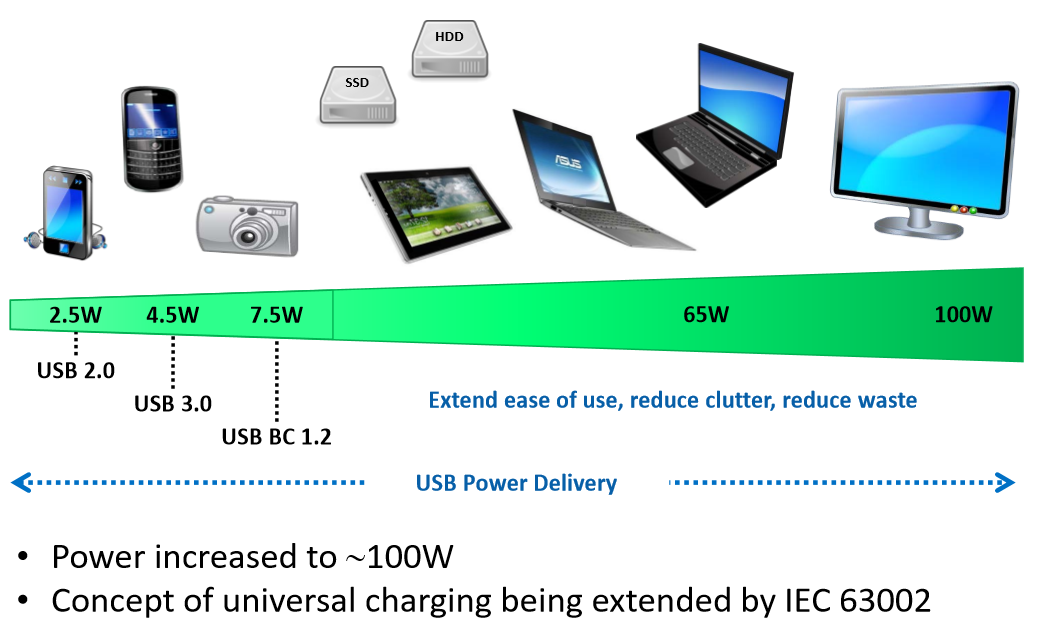 HDD
SSD
ASUS
2.5W 4.5W 7.5W 65W 100W
USB 2.0
USB 3.0
USB BC 1.2
Extend ease of use, reduce clutter, reduce waste
USB Power Delivery
• Power increased to ~100W
• Concept of universal charging being extended by IEC 63002